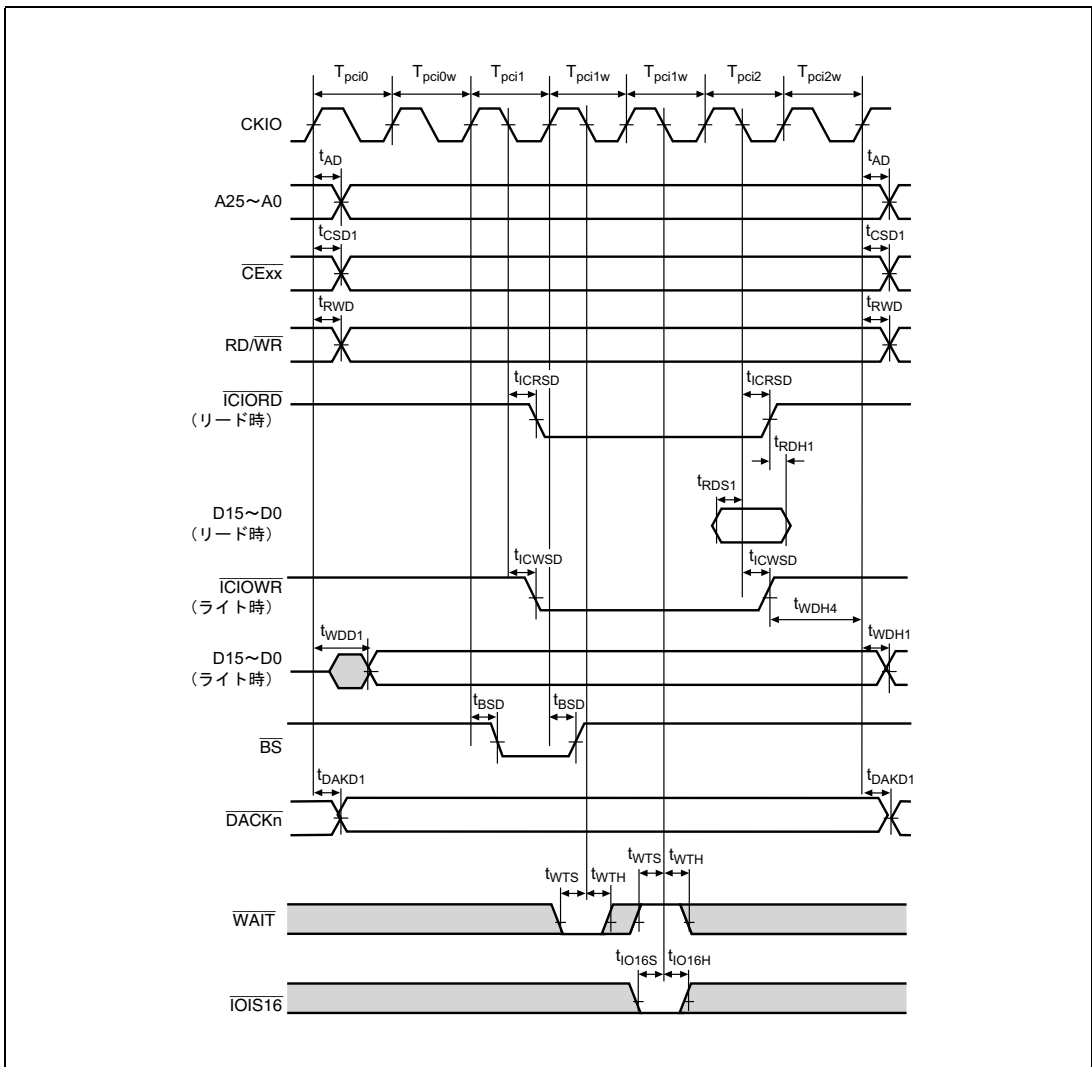 Tpci0 Tpci0w Tpci1 Tpci1w Tpci1w Tpci2 Tpci2w
CKIO
tAD tAD
A25～A0
tCSD1 tCSD1
CExx
tRWD tRWD
RD/WR
tICRSD tICRSD
ICIORD
（リード時）
tRDH1
tRDS1
D15～D0
（リード時）
tICWSD tICWSD
ICIOWR
（ライト時）
tWDH4
tWDD1 tWDH1
D15～D0
（ライト時）
tBSD tBSD
BS
tDAKD1 tDAKD1
DACKn
tWTS tWTH tWTS tWTH
WAIT
tIO16S tIO16H
IOIS16